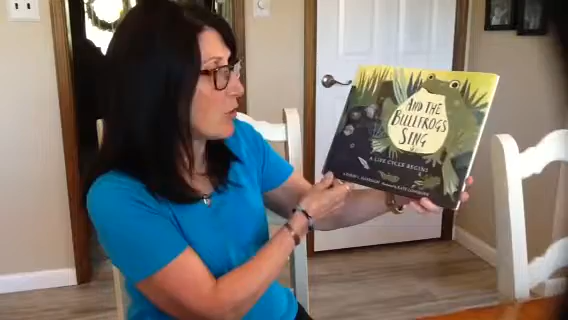 AND THE
BULLFROGS
SING
A LIFE CYCLE BEGINS